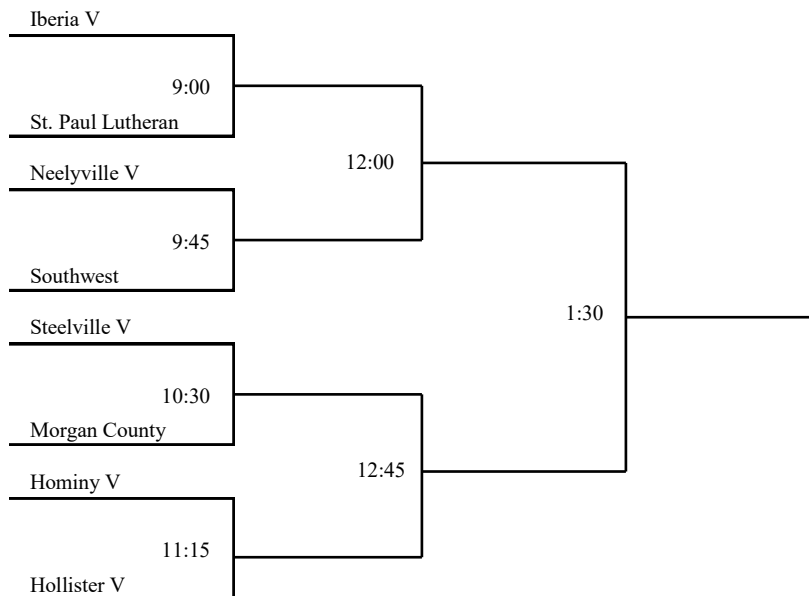 Iberia V
9:00
St. Paul Lutheran
12:00
Neelyville V
9:45
Southwest
1:30
Steelville V
10:30
Morgan County
12:45
Hominy V
11:15
Hollister V